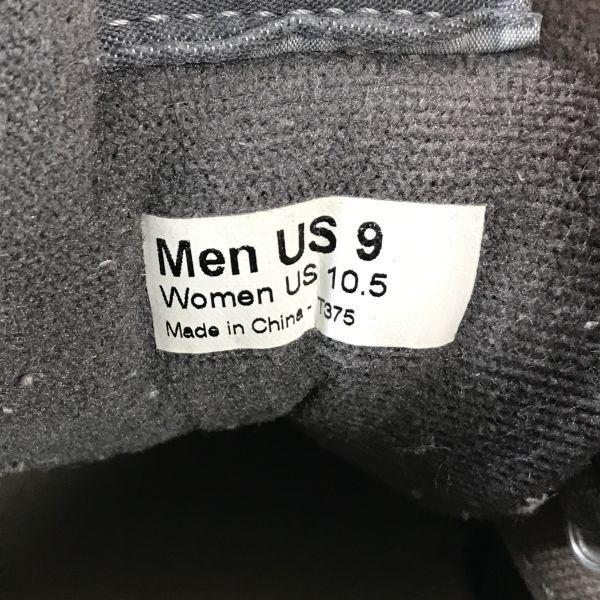 Men US 9
Women US 10.5
Made in China - T375